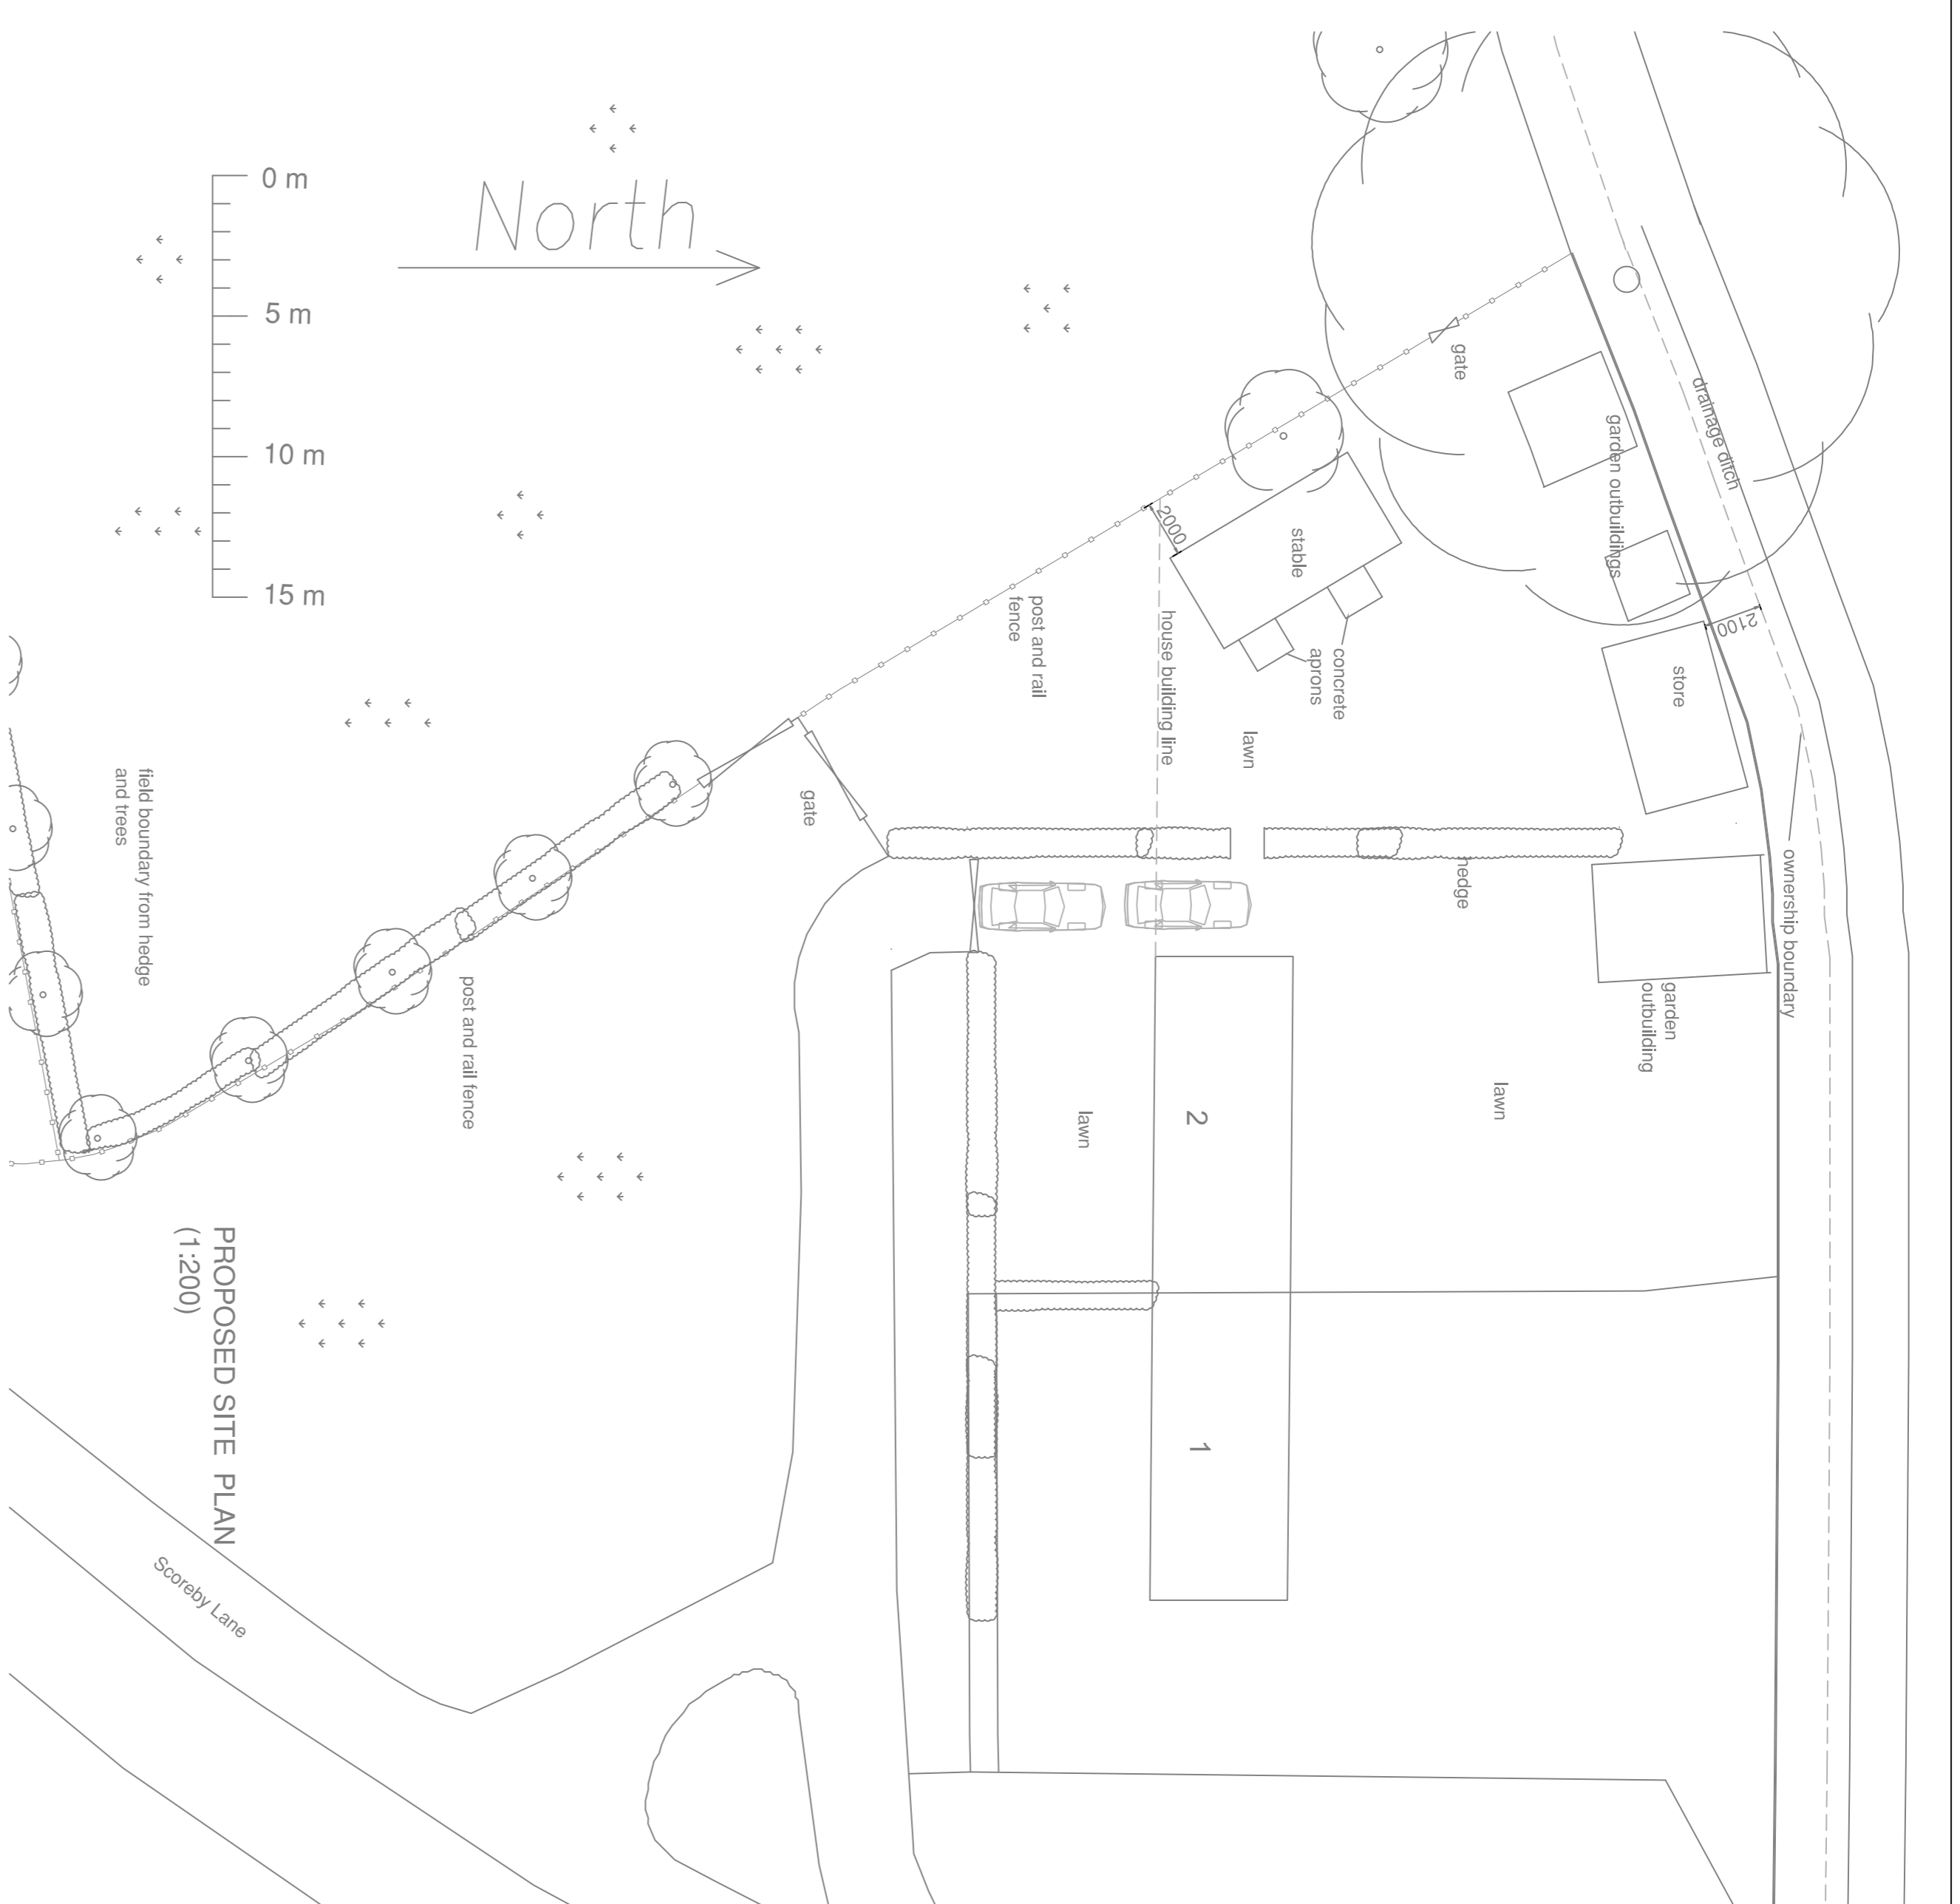 North
0 m
5 m
10 m
15 m
gate
drainage ditch
garden outbuildings
2000
stable
2100
post and rail
fence
house building line
concrete
aprons
store
lawn
gate
field boundary from hedge
and trees
hedge
ownership boundary
post and rail fence
garden
outbuilding
lawn
2
lawn
PROPOSED SITE PLAN
(1:200)
1
Scoreby Lane